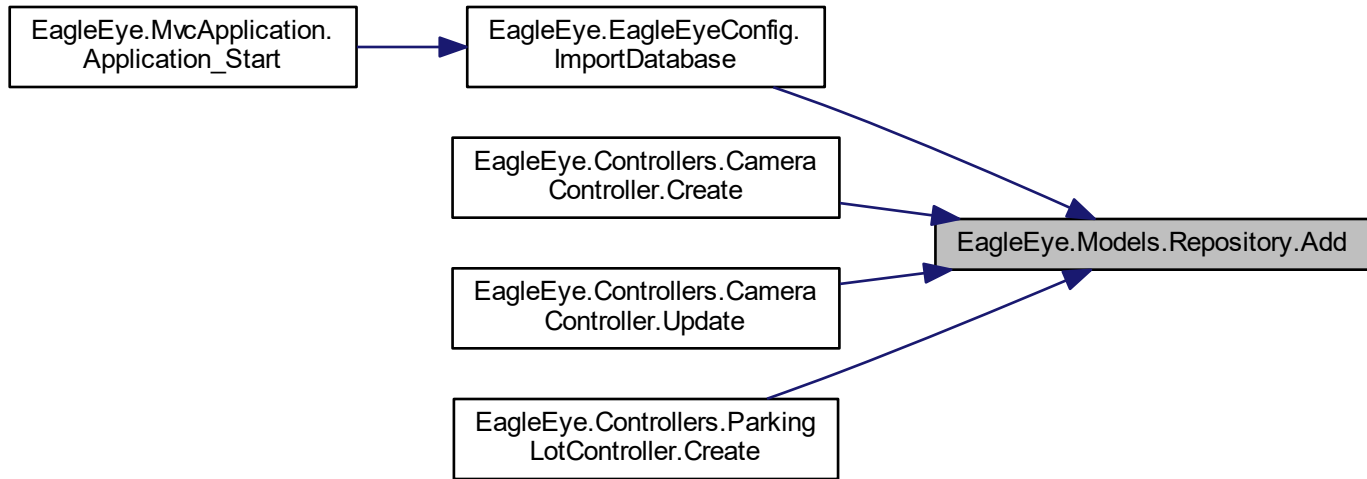 EagleEye.MvcApplication.
Application_Start
EagleEye.EagleEyeConfig.
ImportDatabase
EagleEye.Controllers.Camera
Controller.Create
EagleEye.Controllers.Camera
Controller.Update
EagleEye.Controllers.Parking
LotController.Create
EagleEye.Models.Repository.Add